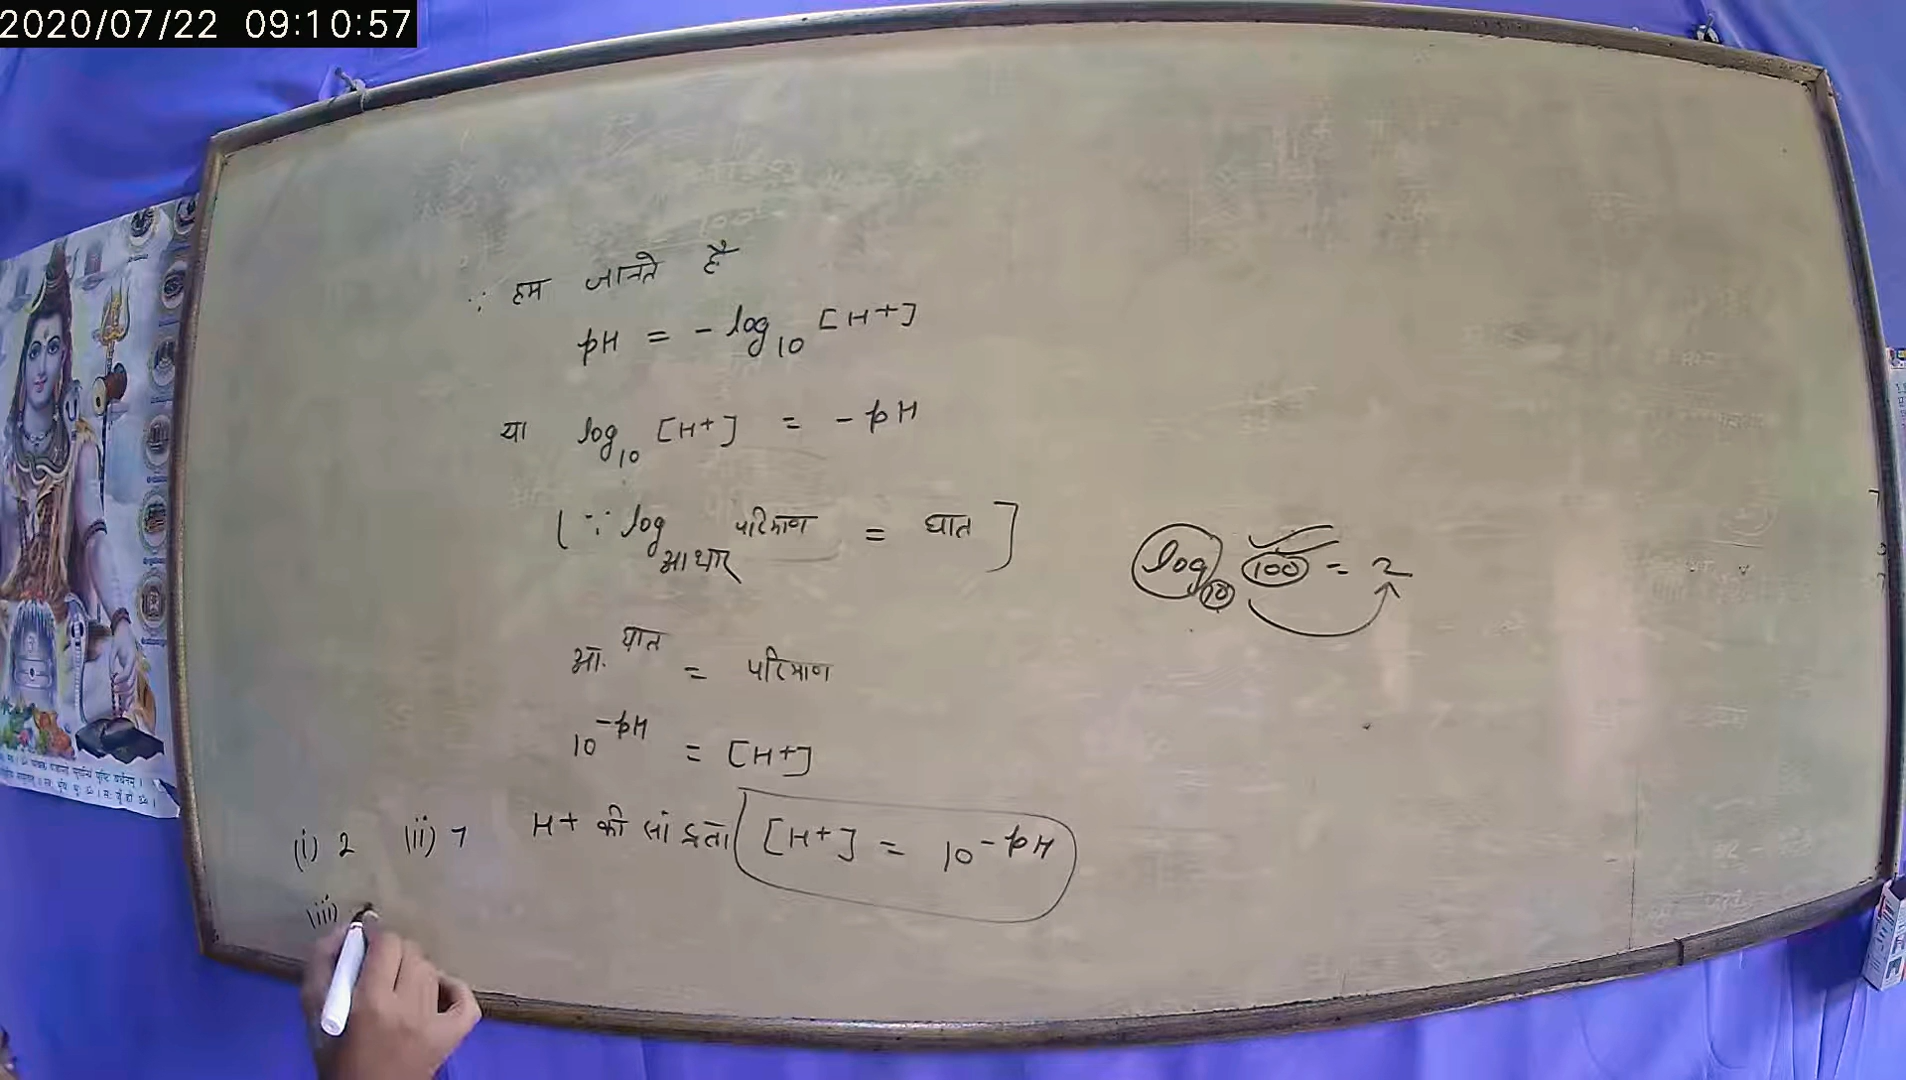 2020/07/22 09:10:57
∵ हम जानते है
pH = - log₁₀ [H+]
या log₁₀ [H+] = - pH
[∵ log आधार परिमाण = घात]
log₁₀ 100 = 2
आ. घात = परिमाण
10^-pH = [H+]
(i) 2 (ii) 7 H+ की सांद्रता [H+] = 10^-pH
(iii)